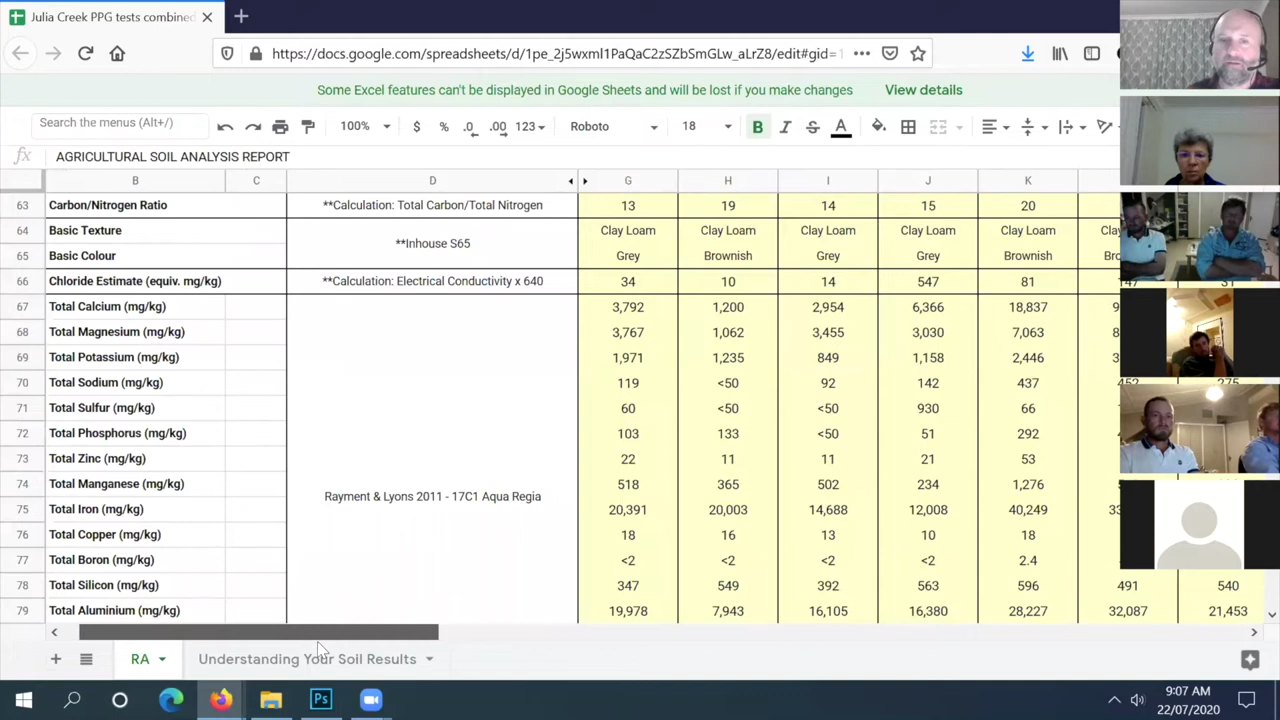 Julia Creek PPG tests combined
https://docs.google.com/spreadsheets/d/1pe_2j5wxml1PaQaC2zSZbSmGLw_aLrZ8/edit#gid=1
Some Excel features can't be displayed in Google Sheets and will be lost if you make changes View details
Search the menus (Alt+/) 100% $ % .0 .00 123 Roboto 18 B I S A
fx AGRICULTURAL SOIL ANALYSIS REPORT
B C D G H I J K
63 Carbon/Nitrogen Ratio **Calculation: Total Carbon/Total Nitrogen 13 19 14 15 20
64 Basic Texture Clay Loam Clay Loam Clay Loam Clay Loam Clay Loam
**Inhouse S65
65 Basic Colour Grey Brownish Grey Grey Brownish
66 Chloride Estimate (equiv. mg/kg) **Calculation: Electrical Conductivity x 640 34 10 14 547 81
67 Total Calcium (mg/kg) 3,792 1,200 2,954 6,366 18,837
68 Total Magnesium (mg/kg) 3,767 1,062 3,455 3,030 7,063
69 Total Potassium (mg/kg) 1,971 1,235 849 1,158 2,446
70 Total Sodium (mg/kg) 119 <50 92 142 437
71 Total Sulfur (mg/kg) 60 <50 <50 930 66
72 Total Phosphorus (mg/kg) 103 133 <50 51 292
73 Total Zinc (mg/kg) 22 11 11 21 53
74 Total Manganese (mg/kg) 518 365 502 234 1,276
Rayment & Lyons 2011 - 17C1 Aqua Regia
75 Total Iron (mg/kg) 20,391 20,003 14,688 12,008 40,249
76 Total Copper (mg/kg) 18 16 13 10 18
77 Total Boron (mg/kg) <2 <2 <2 <2 2.4
78 Total Silicon (mg/kg) 347 549 392 563 596 491 540
79 Total Aluminium (mg/kg) 19,978 7,943 16,105 16,380 28,227 32,087 21,453
RA Understanding Your Soil Results
Ps
9:07 AM
22/07/2020